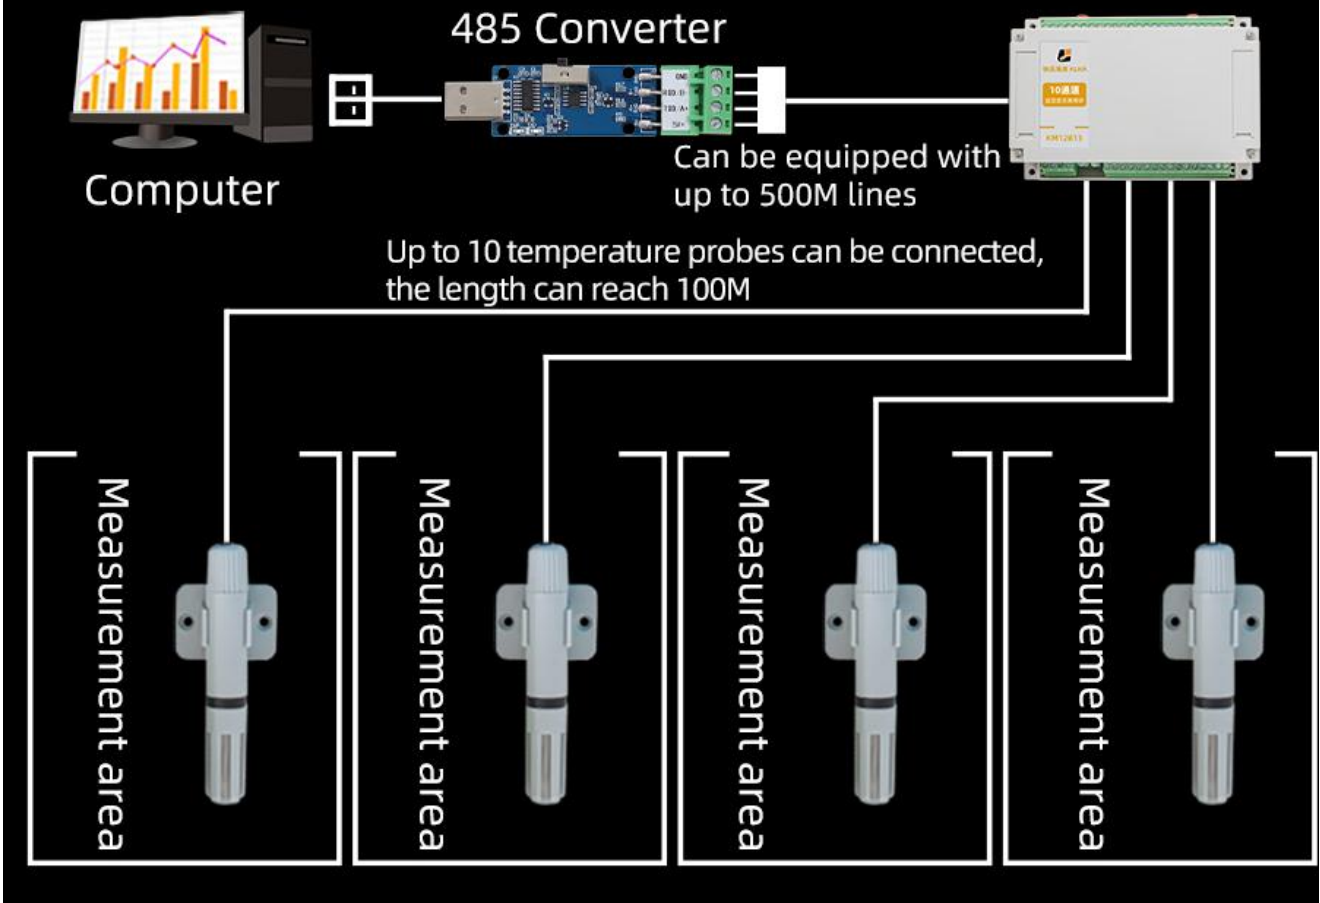 485 Converter
GND
RXD/B-
TXD/A+
5V+
10通道
KM12813
Computer
Can be equipped with
up to 500M lines
Up to 10 temperature probes can be connected,
the length can reach 100M
Measurement area
Measurement area
Measurement area
Measurement area